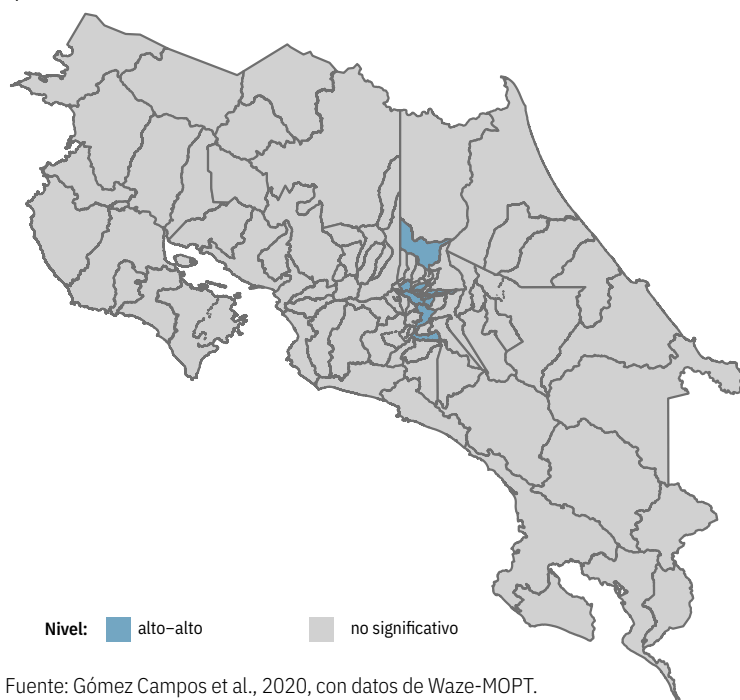 Nivel: alto–alto no significativo
Fuente: Gómez Campos et al., 2020, con datos de Waze-MOPT.